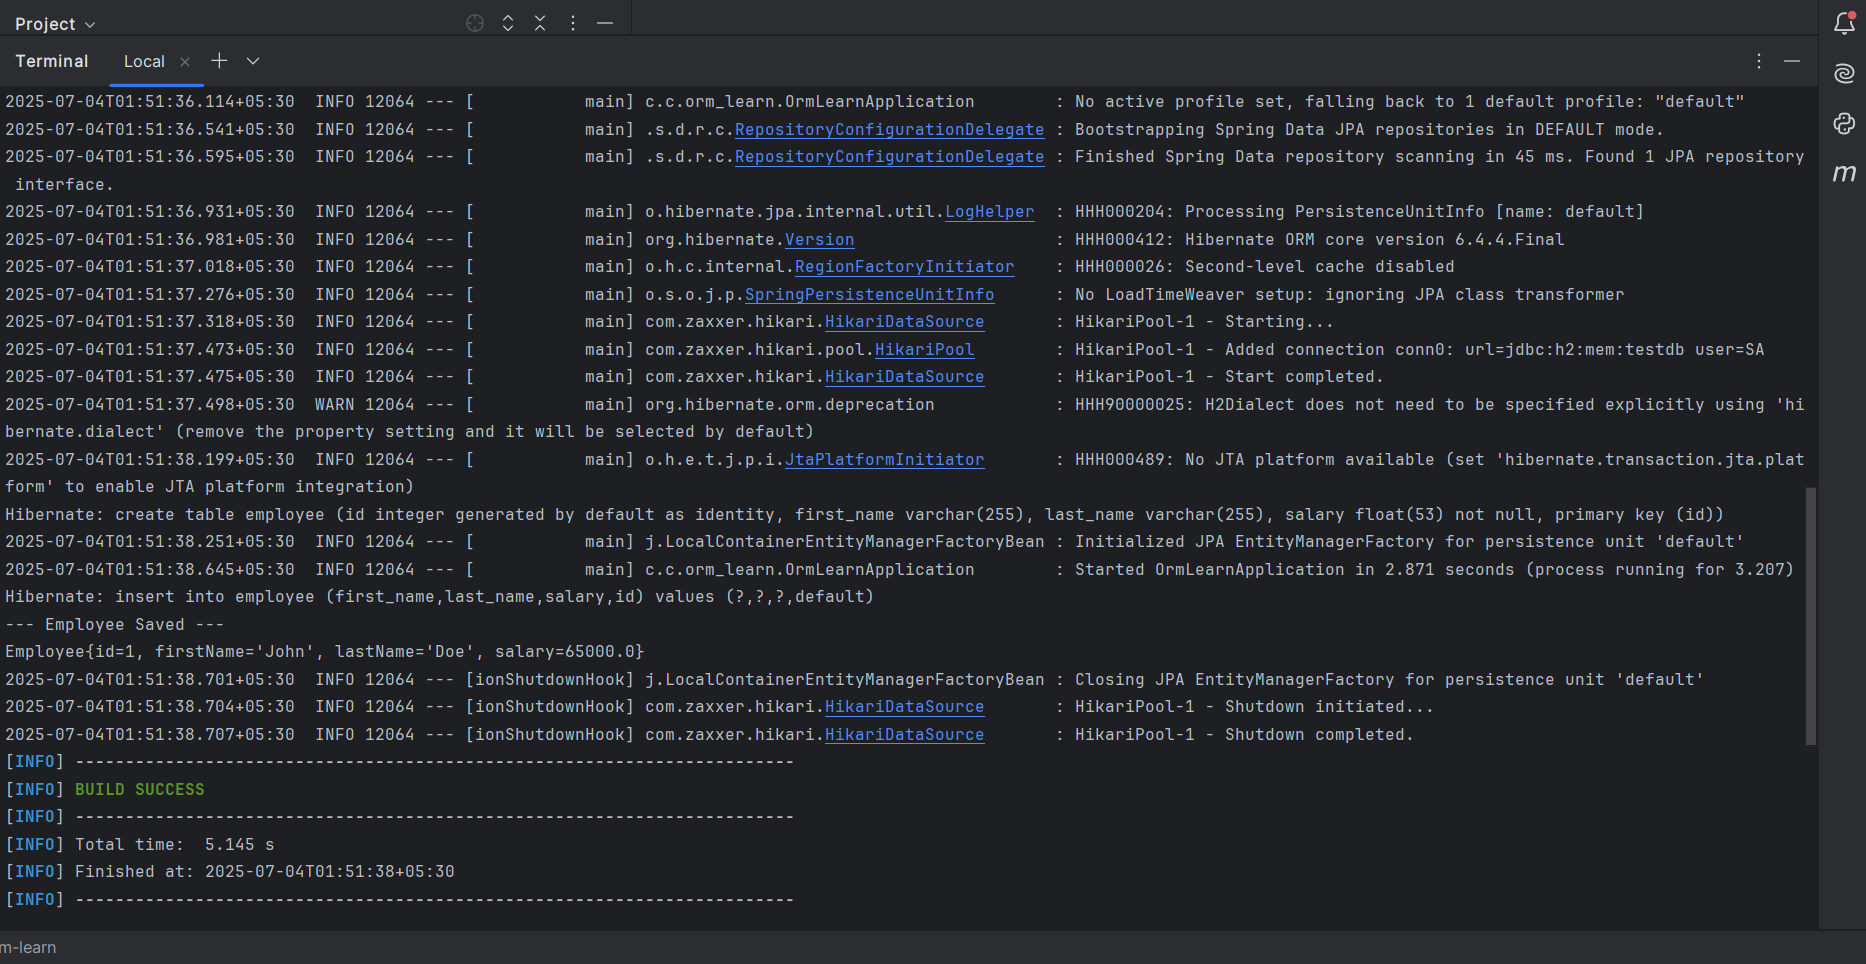 Project
Terminal Local
2025-07-04T01:51:36.114+05:30  INFO 12064 --- [           main] c.c.orm_learn.OrmLearnApplication        : No active profile set, falling back to 1 default profile: "default"
2025-07-04T01:51:36.541+05:30  INFO 12064 --- [           main] .s.d.r.c.RepositoryConfigurationDelegate : Bootstrapping Spring Data JPA repositories in DEFAULT mode.
2025-07-04T01:51:36.595+05:30  INFO 12064 --- [           main] .s.d.r.c.RepositoryConfigurationDelegate : Finished Spring Data repository scanning in 45 ms. Found 1 JPA repository
 interface.
2025-07-04T01:51:36.931+05:30  INFO 12064 --- [           main] o.hibernate.jpa.internal.util.LogHelper  : HHH000204: Processing PersistenceUnitInfo [name: default]
2025-07-04T01:51:36.981+05:30  INFO 12064 --- [           main] org.hibernate.Version                    : HHH000412: Hibernate ORM core version 6.4.4.Final
2025-07-04T01:51:37.018+05:30  INFO 12064 --- [           main] o.h.c.internal.RegionFactoryInitiator    : HHH000026: Second-level cache disabled
2025-07-04T01:51:37.276+05:30  INFO 12064 --- [           main] o.s.o.j.p.SpringPersistenceUnitInfo      : No LoadTimeWeaver setup: ignoring JPA class transformer
2025-07-04T01:51:37.318+05:30  INFO 12064 --- [           main] com.zaxxer.hikari.HikariDataSource       : HikariPool-1 - Starting...
2025-07-04T01:51:37.473+05:30  INFO 12064 --- [           main] com.zaxxer.hikari.pool.HikariPool        : HikariPool-1 - Added connection conn0: url=jdbc:h2:mem:testdb user=SA
2025-07-04T01:51:37.475+05:30  INFO 12064 --- [           main] com.zaxxer.hikari.HikariDataSource       : HikariPool-1 - Start completed.
2025-07-04T01:51:37.498+05:30  WARN 12064 --- [           main] org.hibernate.orm.deprecation            : HHH90000025: H2Dialect does not need to be specified explicitly using 'hi
bernate.dialect' (remove the property setting and it will be selected by default)
2025-07-04T01:51:38.199+05:30  INFO 12064 --- [           main] o.h.e.t.j.p.i.JtaPlatformInitiator       : HHH000489: No JTA platform available (set 'hibernate.transaction.jta.plat
form' to enable JTA platform integration)
Hibernate: create table employee (id integer generated by default as identity, first_name varchar(255), last_name varchar(255), salary float(53) not null, primary key (id))
2025-07-04T01:51:38.251+05:30  INFO 12064 --- [           main] j.LocalContainerEntityManagerFactoryBean : Initialized JPA EntityManagerFactory for persistence unit 'default'
2025-07-04T01:51:38.645+05:30  INFO 12064 --- [           main] c.c.orm_learn.OrmLearnApplication        : Started OrmLearnApplication in 2.871 seconds (process running for 3.207)
Hibernate: insert into employee (first_name,last_name,salary,id) values (?,?,?,default)
--- Employee Saved ---
Employee{id=1, firstName='John', lastName='Doe', salary=65000.0}
2025-07-04T01:51:38.701+05:30  INFO 12064 --- [ionShutdownHook] j.LocalContainerEntityManagerFactoryBean : Closing JPA EntityManagerFactory for persistence unit 'default'
2025-07-04T01:51:38.704+05:30  INFO 12064 --- [ionShutdownHook] com.zaxxer.hikari.HikariDataSource       : HikariPool-1 - Shutdown initiated...
2025-07-04T01:51:38.707+05:30  INFO 12064 --- [ionShutdownHook] com.zaxxer.hikari.HikariDataSource       : HikariPool-1 - Shutdown completed.
[INFO] ------------------------------------------------------------------------
[INFO] BUILD SUCCESS
[INFO] ------------------------------------------------------------------------
[INFO] Total time:  5.145 s
[INFO] Finished at: 2025-07-04T01:51:38+05:30
[INFO] ------------------------------------------------------------------------
m-learn